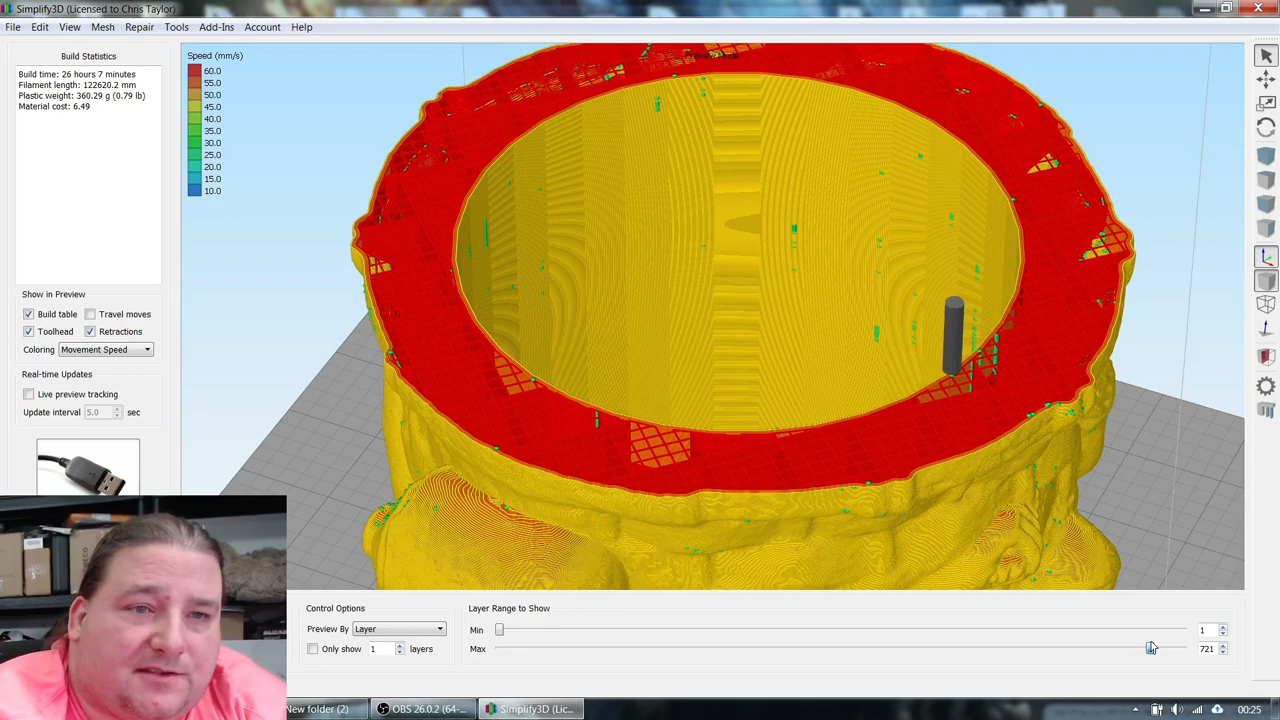 Simplify3D (Licensed to Chris Taylor)
File Edit View Mesh Repair Tools Add-Ins Account Help
Build Statistics
Build time: 26 hours 7 minutes
Filament length: 122620.2 mm
Plastic weight: 360.29 g (0.79 lb)
Material cost: 6.49
Speed (mm/s)
60.0
55.0
50.0
45.0
40.0
35.0
30.0
25.0
20.0
15.0
10.0
Show in Preview
Build table Travel moves
Toolhead Retractions
Coloring Movement Speed
Real-time Updates
Live preview tracking
Update interval 5.0 sec
Control Options
Preview By Layer
Only show 1 layers
Layer Range to Show
Min 1
Max 721
New folder (2)
OBS 26.0.2 (64-...
Simplify3D (Lic...
00:25